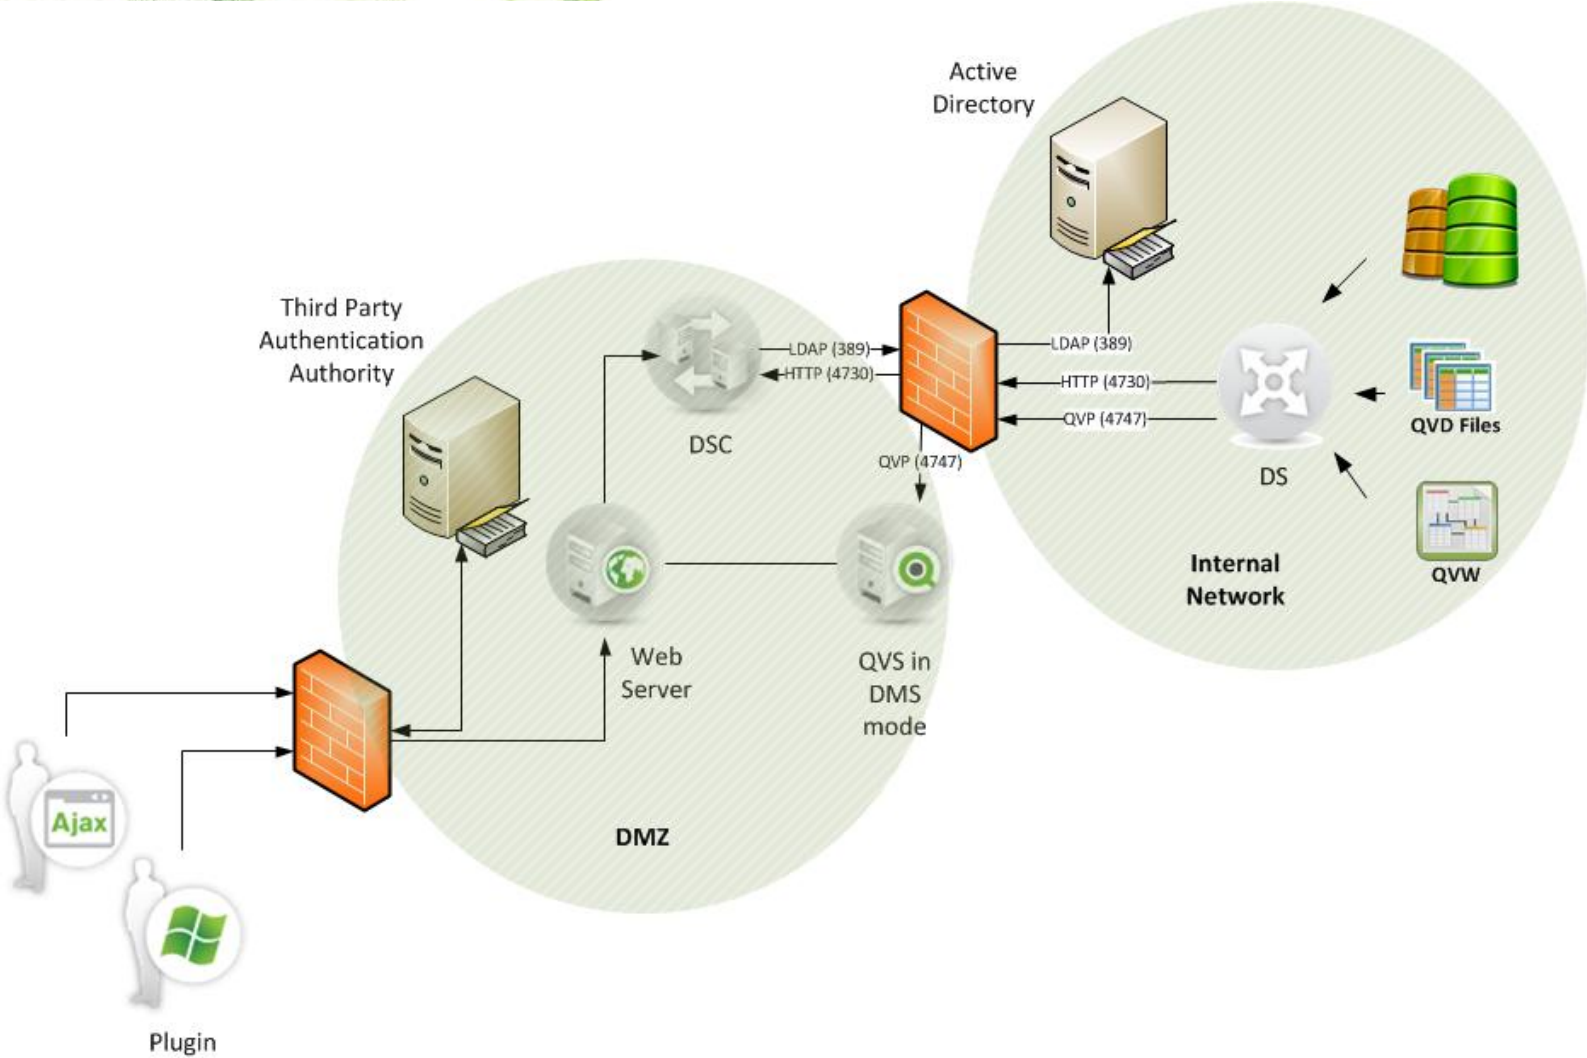 Active
Directory
Third Party
Authentication
Authority
LDAP (389)
HTTP (4730)
DSC
QVP (4747)
LDAP (389)
HTTP (4730)
QVP (4747)
DS
QVD Files
QVW
Internal
Network
Web
Server
QVS in
DMS
mode
DMZ
Ajax
Plugin